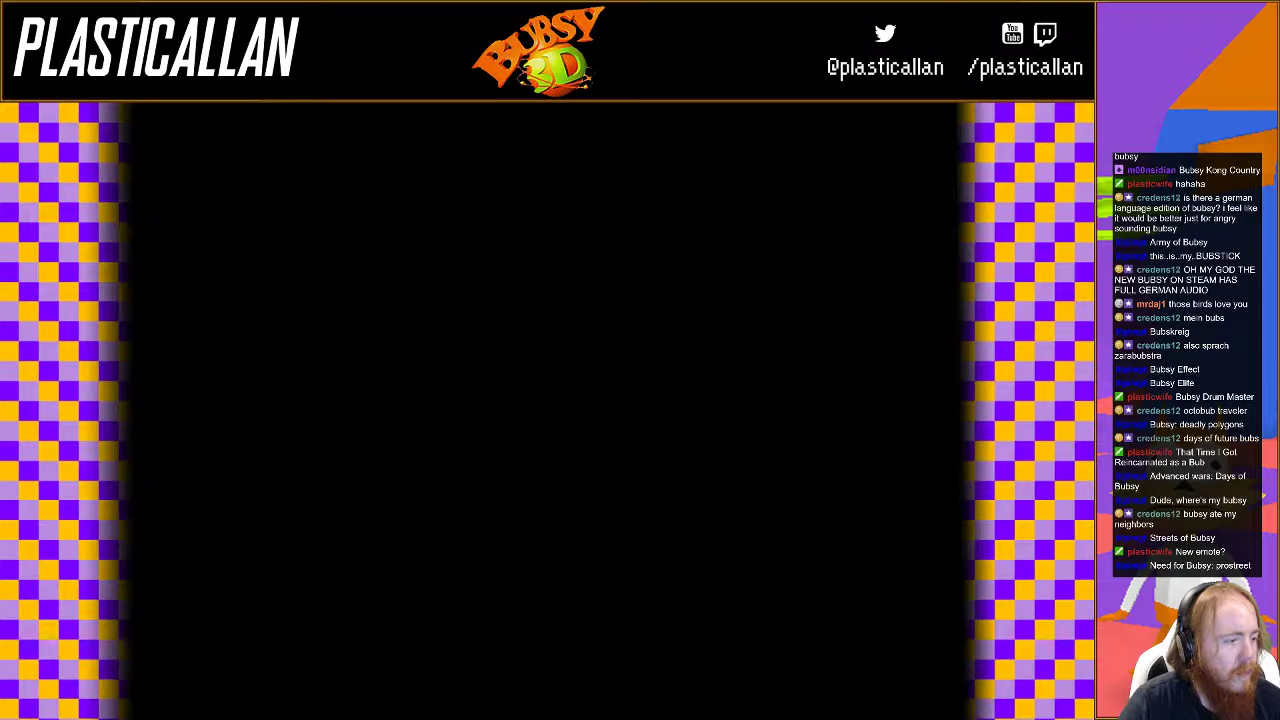 PLASTICALLAN
BUBSY
3D
You
Tube
@plasticallan
/plasticallan
bubsy
m00nsidian Bubsy Kong Country
plasticwife hahaha
credens12 is there a german
language edition of bubsy? i feel like
it would be better just for angry
sounding bubsy
Army of Bubsy
this..is..my..BUBSTICK
credens12 OH MY GOD THE
NEW BUBSY ON STEAM HAS
FULL GERMAN AUDIO
mrdaj1 those birds love you
credens12 mein bubs
Bubskreig
credens12 also sprach
zarabubstra
Bubsy Effect
Bubsy Elite
plasticwife Bubsy Drum Master
credens12 octobub traveler
Bubsy: deadly polygons
credens12 days of future bubs
plasticwife That Time I Got
Reincarnated as a Bub
Advanced wars: Days of
Bubsy
Dude, where's my bubsy
credens12 bubsy ate my
neighbors
Streets of Bubsy
plasticwife New emote?
Need for Bubsy: prostreet